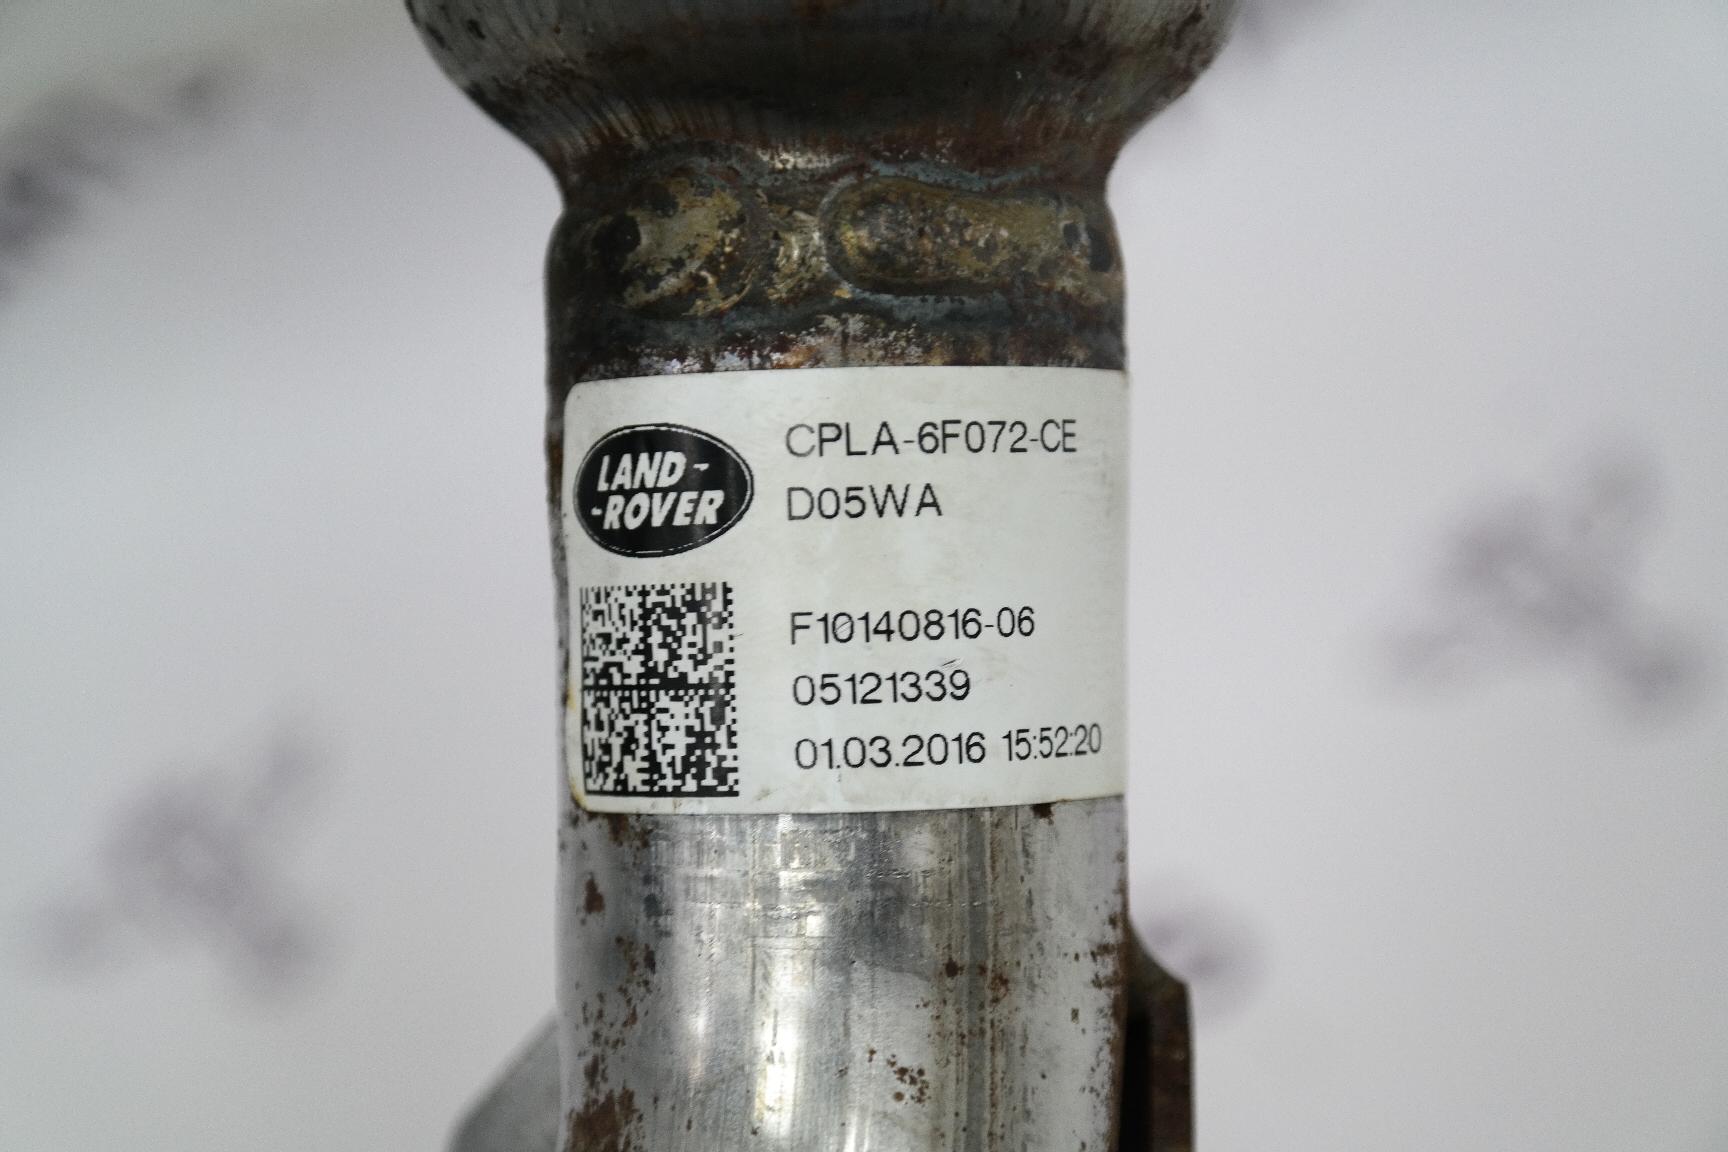 LAND-
-ROVER
CPLA-6F072-CE
D05WA
F10140816-06
05121339
01.03.2016 15:52:20